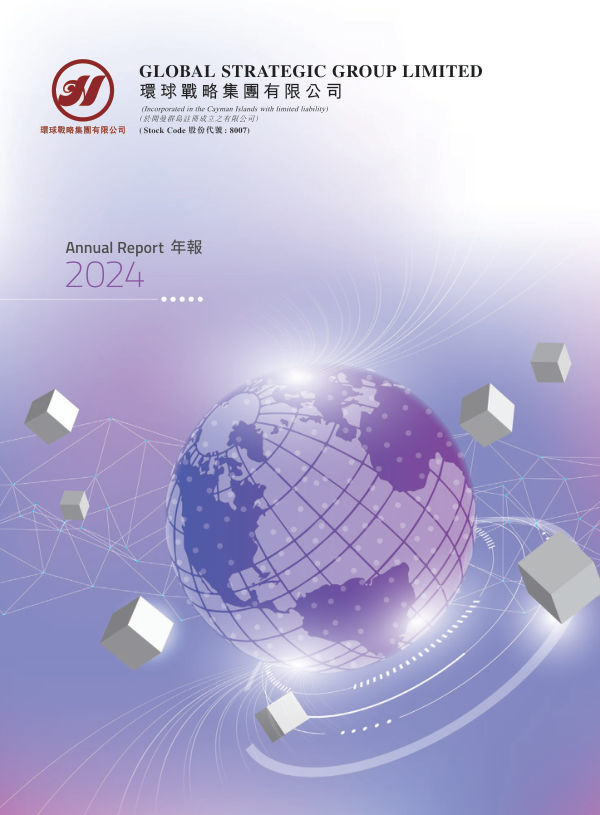 GLOBAL STRATEGIC GROUP LIMITED
環球戰略集團有限公司
(Incorporated in the Cayman Islands with limited liability)
(於開曼群島註冊成立之有限公司)
(Stock Code 股份代號 : 8007)
環球戰略集團有限公司
Annual Report 年報
2024